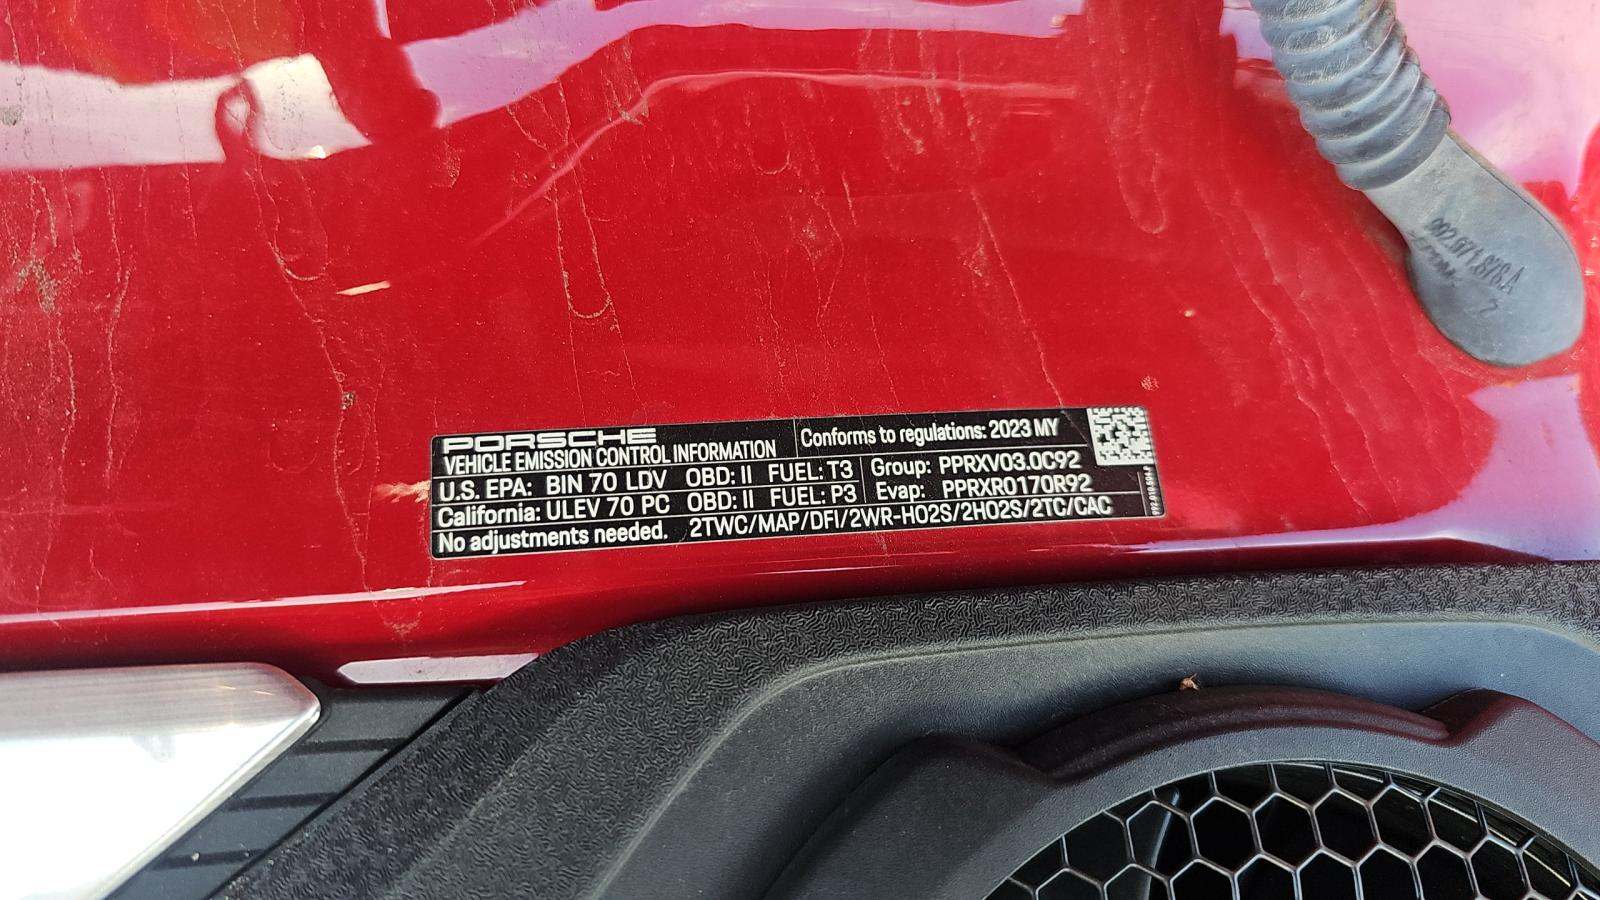 PORSCHE
VEHICLE EMISSION CONTROL INFORMATION
Conforms to regulations: 2023 MY
U.S. EPA: BIN 70 LDV OBD: II FUEL: T3
California: ULEV 70 PC OBD: II FUEL: P3
Group: PPRXV03.0C92
Evap: PPRXR0170R92
No adjustments needed. 2TWC/MAP/DFI/2WR-HO2S/2HO2S/2TC/CAC